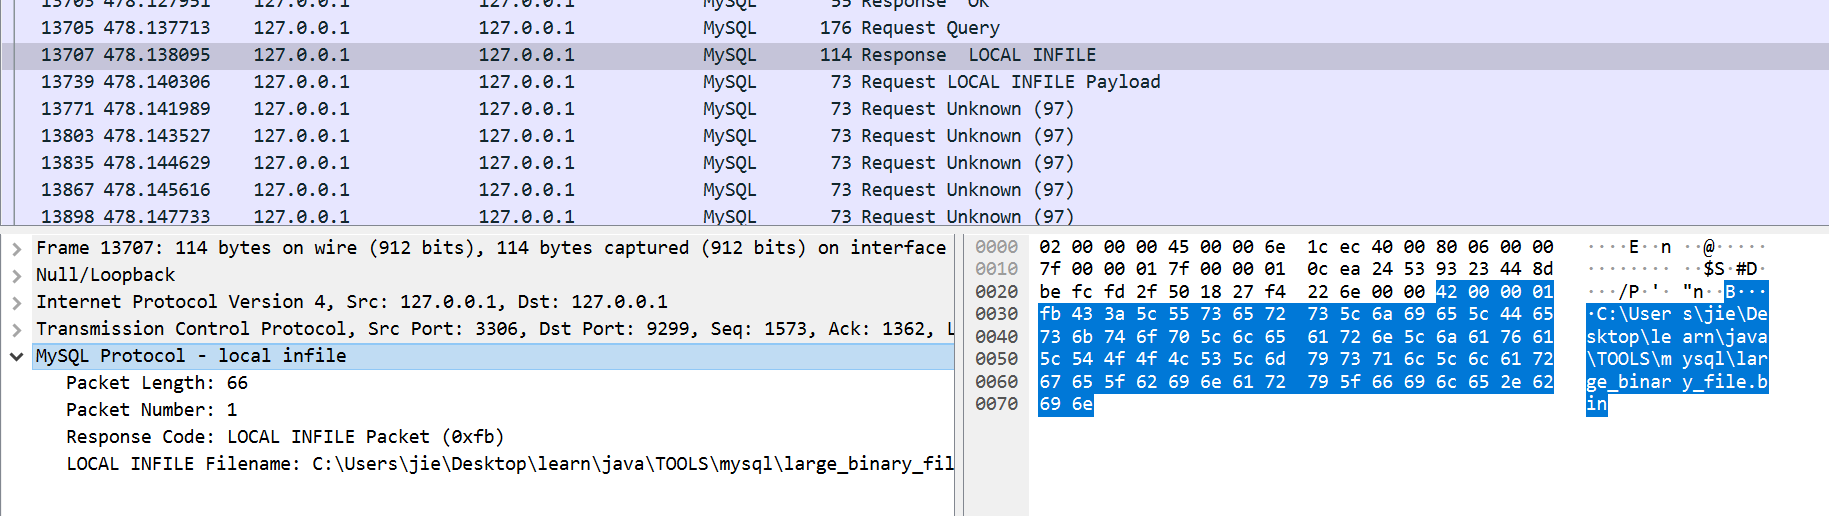 13703 478.127951 127.0.0.1 127.0.0.1 MySQL 55 Response OK
13705 478.137713 127.0.0.1 127.0.0.1 MySQL 176 Request Query
13707 478.138095 127.0.0.1 127.0.0.1 MySQL 114 Response LOCAL INFILE
13739 478.140306 127.0.0.1 127.0.0.1 MySQL 73 Request LOCAL INFILE Payload
13771 478.141989 127.0.0.1 127.0.0.1 MySQL 73 Request Unknown (97)
13803 478.143527 127.0.0.1 127.0.0.1 MySQL 73 Request Unknown (97)
13835 478.144629 127.0.0.1 127.0.0.1 MySQL 73 Request Unknown (97)
13867 478.145616 127.0.0.1 127.0.0.1 MySQL 73 Request Unknown (97)
13898 478.147733 127.0.0.1 127.0.0.1 MySQL 73 Request Unknown (97)
Frame 13707: 114 bytes on wire (912 bits), 114 bytes captured (912 bits) on interface
Null/Loopback
Internet Protocol Version 4, Src: 127.0.0.1, Dst: 127.0.0.1
Transmission Control Protocol, Src Port: 3306, Dst Port: 9299, Seq: 1573, Ack: 1362, L
MySQL Protocol - local infile
Packet Length: 66
Packet Number: 1
Response Code: LOCAL INFILE Packet (0xfb)
LOCAL INFILE Filename: C:\Users\jie\Desktop\learn\java\TOOLS\mysql\large_binary_fil
0000 02 00 00 00 45 00 00 6e 1c ec 40 00 80 06 00 00 ····E··n ··@·····
0010 7f 00 00 01 7f 00 00 01 0c ea 24 53 93 23 44 8d ········ ··$S·#D·
0020 be fc fd 2f 50 18 27 f4 22 6e 00 00 42 00 00 01 ···/P·'· "n··B···
0030 fb 43 3a 5c 55 73 65 72 73 5c 6a 69 65 5c 44 65 ·C:\User s\jie\De
0040 73 6b 74 6f 70 5c 6c 65 61 72 6e 5c 6a 61 76 61 sktop\le arn\java
0050 5c 54 4f 4f 4c 53 5c 6d 79 73 71 6c 5c 6c 61 72 \TOOLS\m ysql\lar
0060 67 65 5f 62 69 6e 61 72 79 5f 66 69 6c 65 2e 62 ge_binar y_file.b
0070 69 6e in